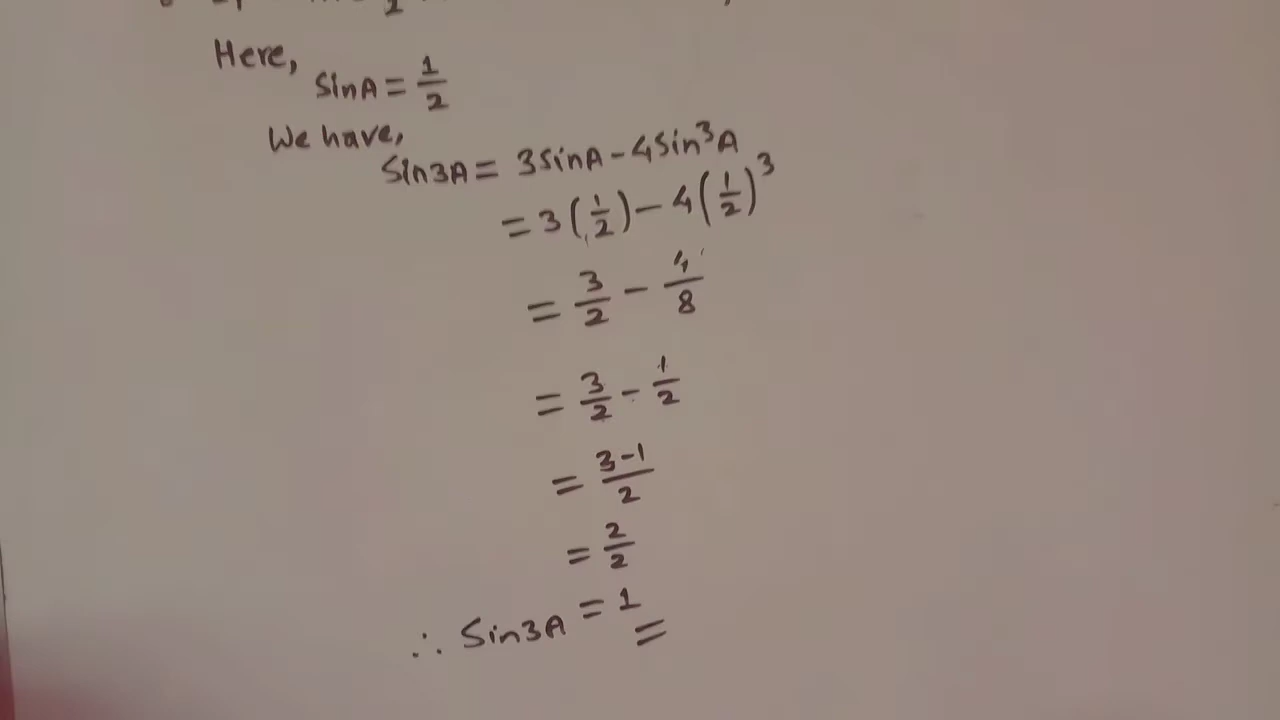 Here,
sinA = 1/2
We have,
Sin3A = 3sinA - 4sin³A
= 3(1/2) - 4(1/2)³
= 3/2 - 4/8
= 3/2 - 1/2
= 3-1/2
= 2/2
∴ Sin3A = 1